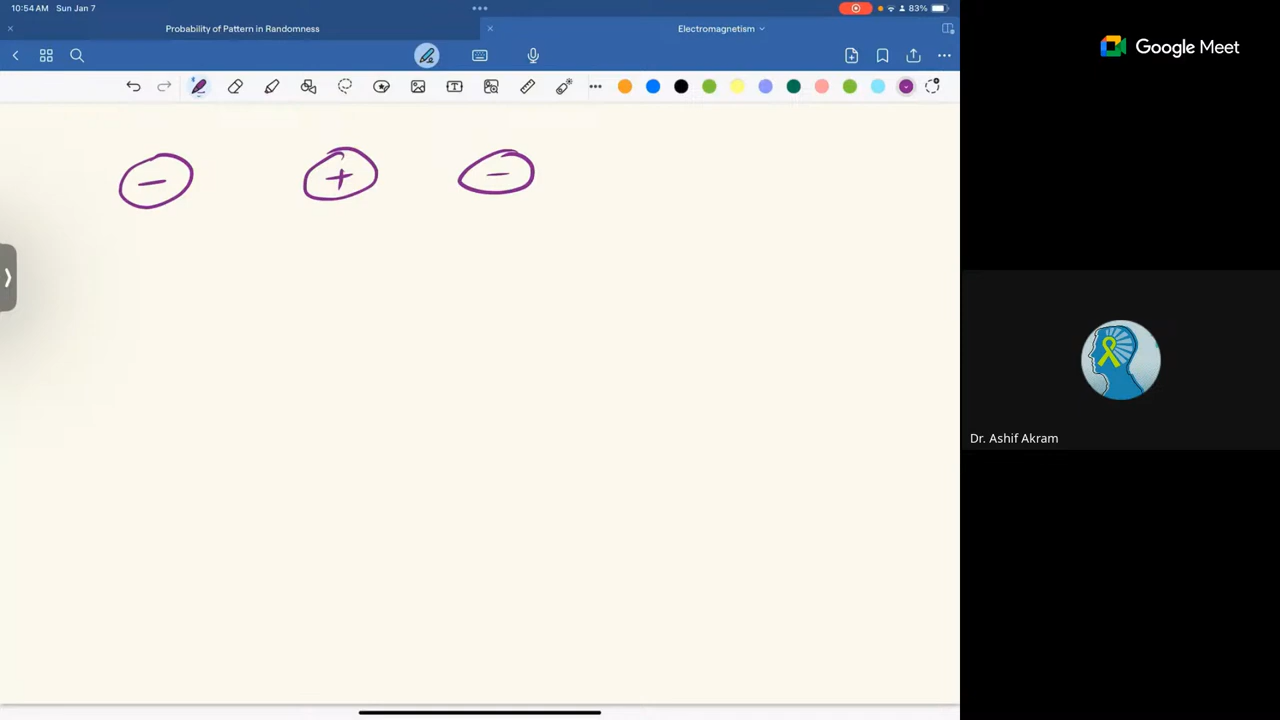 10:54 AM Sun Jan 7
83%
Probability of Pattern in Randomness
Electromagnetism
Google Meet
− + −
Dr. Ashif Akram